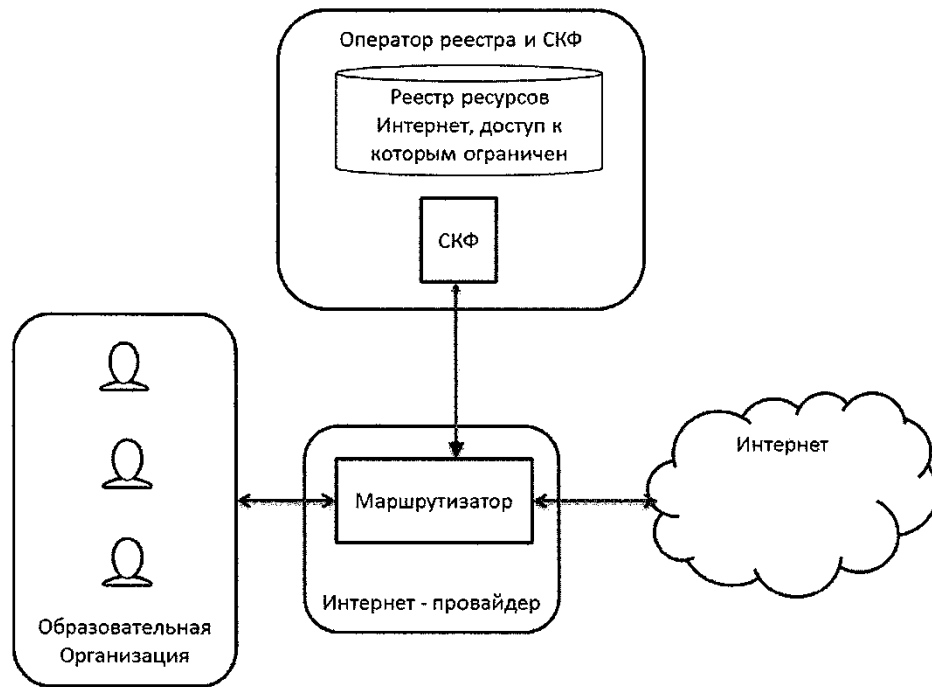 Оператор реестра и СКФ
Реестр ресурсов
Интернет, доступ к
которым ограничен
СКФ
Интернет
Маршрутизатор
Интернет - провайдер
Образовательная
Организация